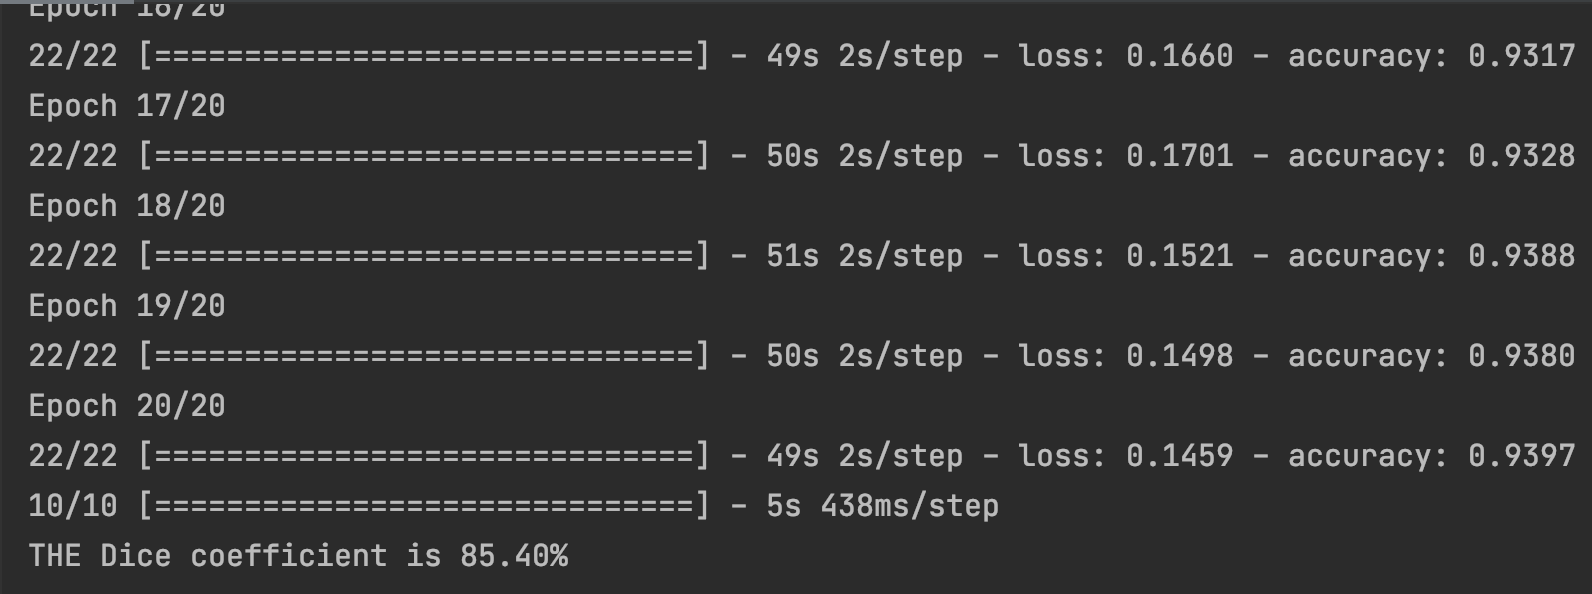 Epoch 16/20
22/22 [==============================] - 49s 2s/step - loss: 0.1660 - accuracy: 0.9317
Epoch 17/20
22/22 [==============================] - 50s 2s/step - loss: 0.1701 - accuracy: 0.9328
Epoch 18/20
22/22 [==============================] - 51s 2s/step - loss: 0.1521 - accuracy: 0.9388
Epoch 19/20
22/22 [==============================] - 50s 2s/step - loss: 0.1498 - accuracy: 0.9380
Epoch 20/20
22/22 [==============================] - 49s 2s/step - loss: 0.1459 - accuracy: 0.9397
10/10 [==============================] - 5s 438ms/step
THE Dice coefficient is 85.40%